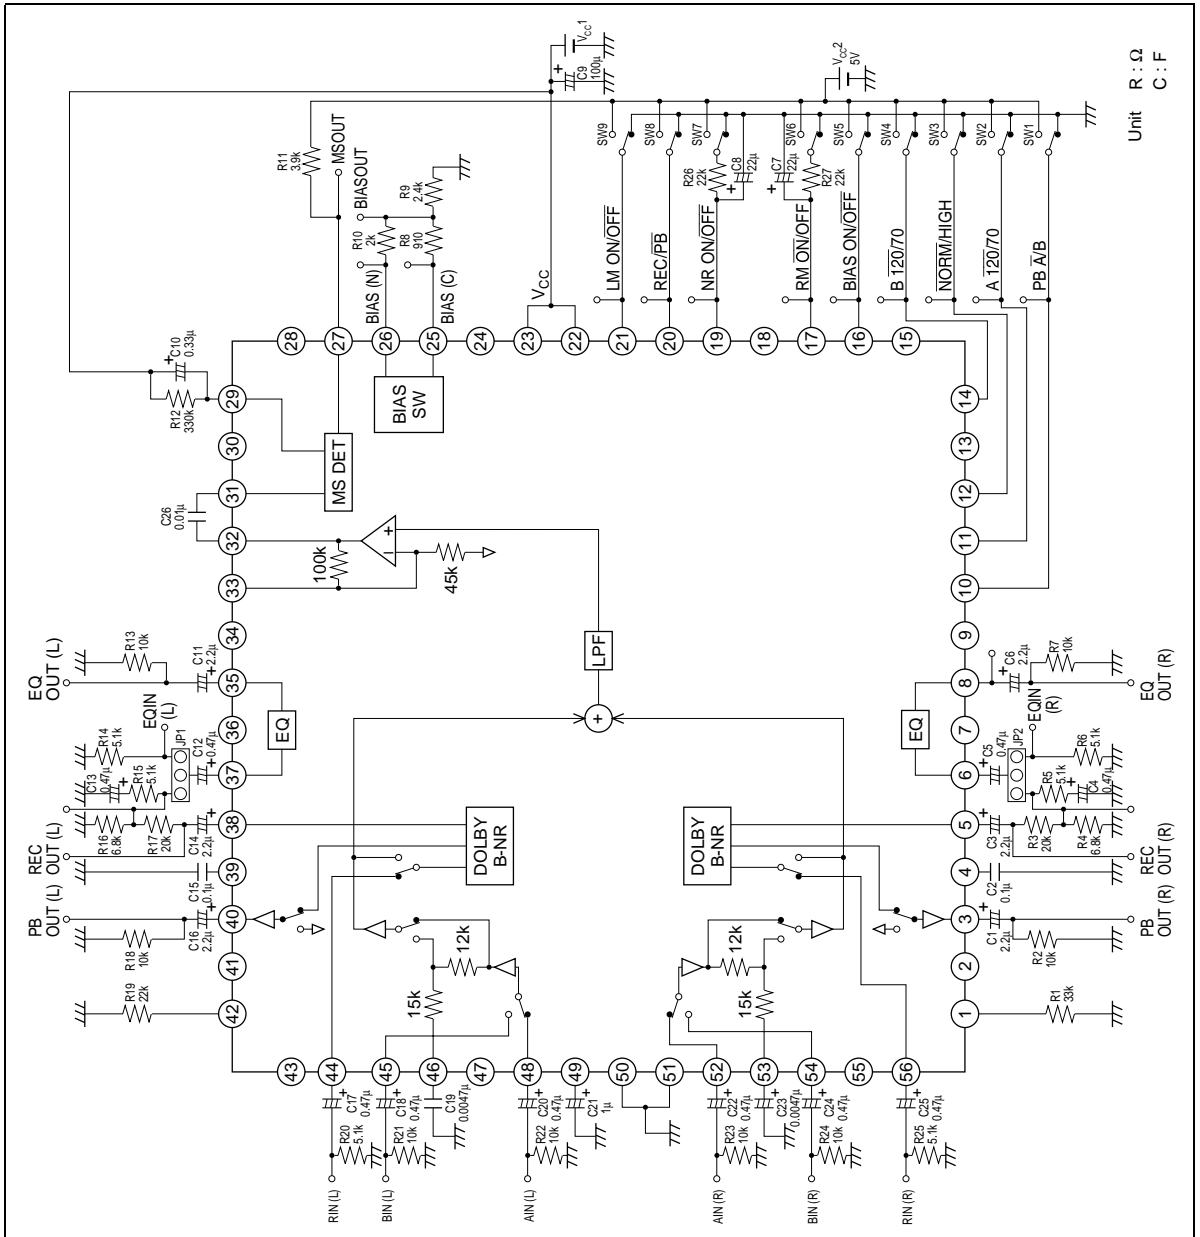 Unit R : Ω
C : F
VCC1
C9
100µ
+
VCC2
5V
R11
3.9k
MSOUT
BIASOUT
R10
2k
R9
2.4k
R8
910
BIAS (N)
BIAS (C)
VCC
SW9
SW8
SW7
SW6
SW5
SW4
SW3
SW2
SW1
R26
22k
C8
22µ
+
C7
22µ
+
R27
22k
LM ON/OFF
REC/PB
NR ON/OFF
RM ON/OFF
BIAS ON/OFF
B 120/70
NORM/HIGH
A 120/70
PB A/B
28
27
26
25
24
23
22
21
20
19
18
17
16
15
C10
0.33µ
+
R12
330k
29
30
31
32
33
34
35
36
37
38
39
40
41
42
14
13
12
11
10
9
8
7
6
5
4
3
2
1
BIAS
SW
MS DET
C26
0.01µ
100k
+
–
45k
LPF
+
EQ
EQ
DOLBY
B-NR
DOLBY
B-NR
12k
15k
12k
15k
EQ
OUT (L)
R13
10k
C11
2.2µ
+
EQIN
(L)
R14
5.1k
JP1
C12
0.47µ
C13
0.47µ
+
R15
5.1k
R16
6.8k
R17
20k
C14
2.2µ
+
REC
OUT (L)
C15
0.1µ
PB
OUT (L)
C16
2.2µ
+
R18
10k
R19
22k
C6
2.2µ
+
R7
10k
EQ
OUT (R)
EQIN
(R)
C5
0.47µ
+
JP2
R6
5.1k
R5
5.1k
C4
0.47µ
+
C3
2.2µ
+
R3
20k
R4
6.8k
REC
OUT (R)
C2
0.1µ
C1
2.2µ
+
R2
10k
PB
OUT (R)
R1
33k
43
44
45
46
47
48
49
50
51
52
53
54
55
56
C17
0.47µ
+
R20
5.1k
RIN (L)
C18
0.47µ
+
R21
10k
BIN (L)
C19
0.0047µ
C20
0.47µ
+
R22
10k
AIN (L)
C21
1µ
+
C22
0.47µ
+
R23
10k
AIN (R)
C23
0.0047µ
+
C24
0.47µ
+
R24
10k
BIN (R)
C25
0.47µ
+
R25
5.1k
RIN (R)